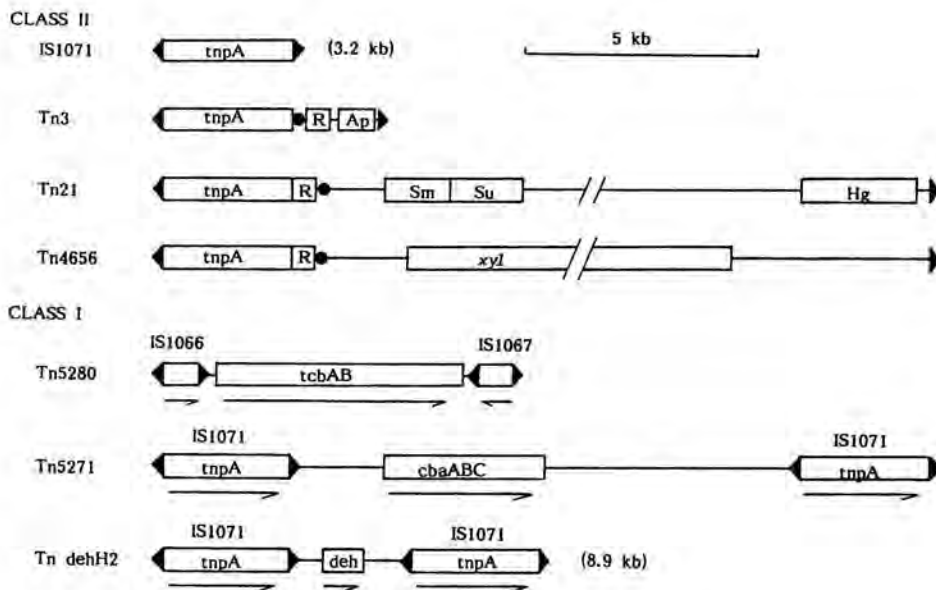 CLASS II
IS1071 tnpA (3.2 kb) 5 kb
Tn3 tnpA R Ap
Tn21 tnpA R Sm Su Hg
Tn4656 tnpA R xyl
CLASS I
IS1066 IS1067
Tn5280 tcbAB
IS1071 IS1071
Tn5271 tnpA cbaABC tnpA
IS1071 IS1071
Tn dehH2 tnpA deh tnpA (8.9 kb)